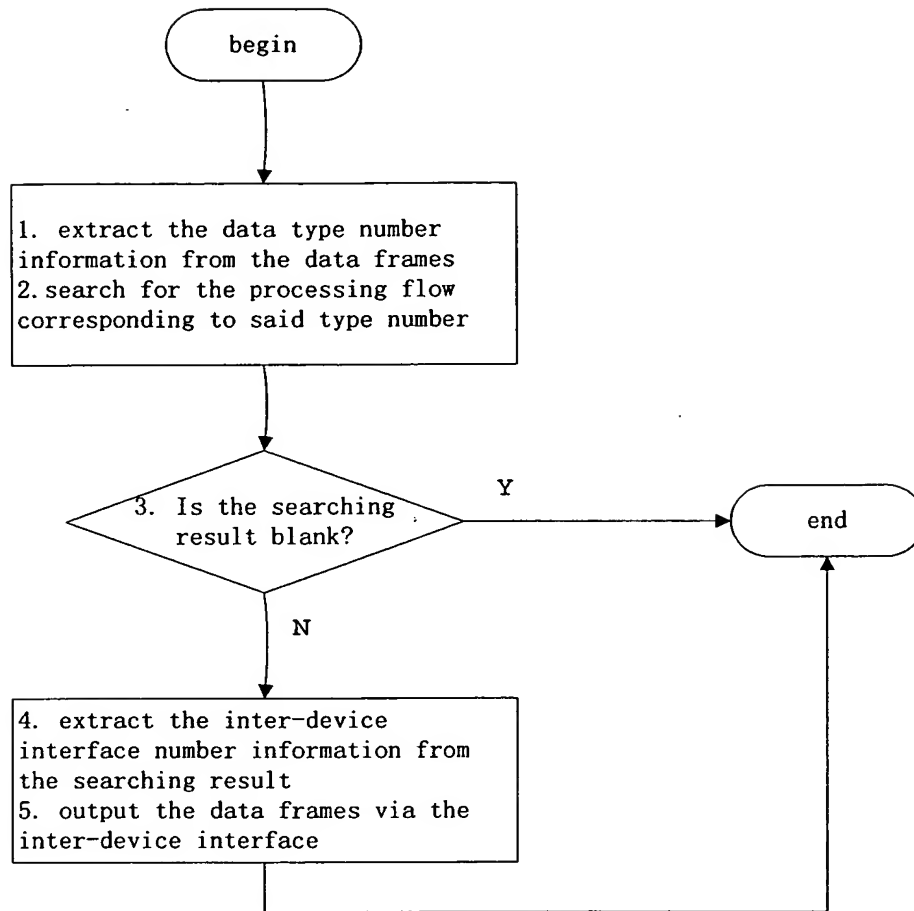 begin
1. extract the data type number
information from the data frames
2. search for the processing flow
corresponding to said type number
3. Is the searching
result blank?
Y
end
N
4. extract the inter-device
interface number information from
the searching result
5. output the data frames via the
inter-device interface